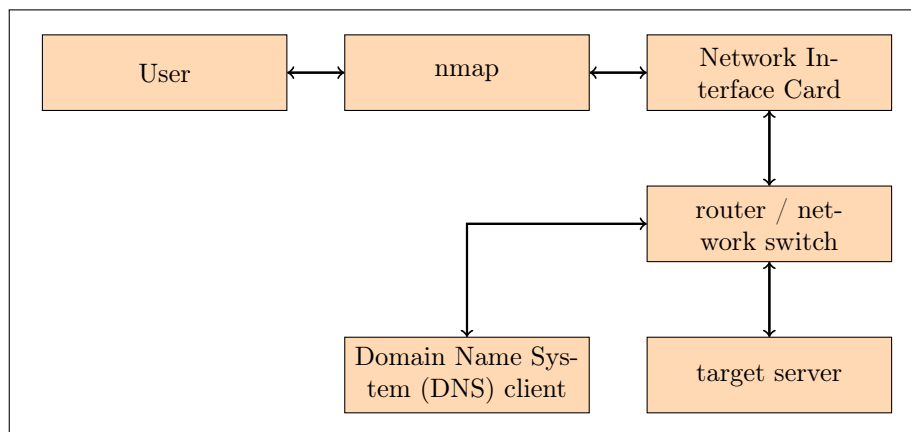 User
nmap
Network In-
terface Card
router / net-
work switch
Domain Name Sys-
tem (DNS) client
target server